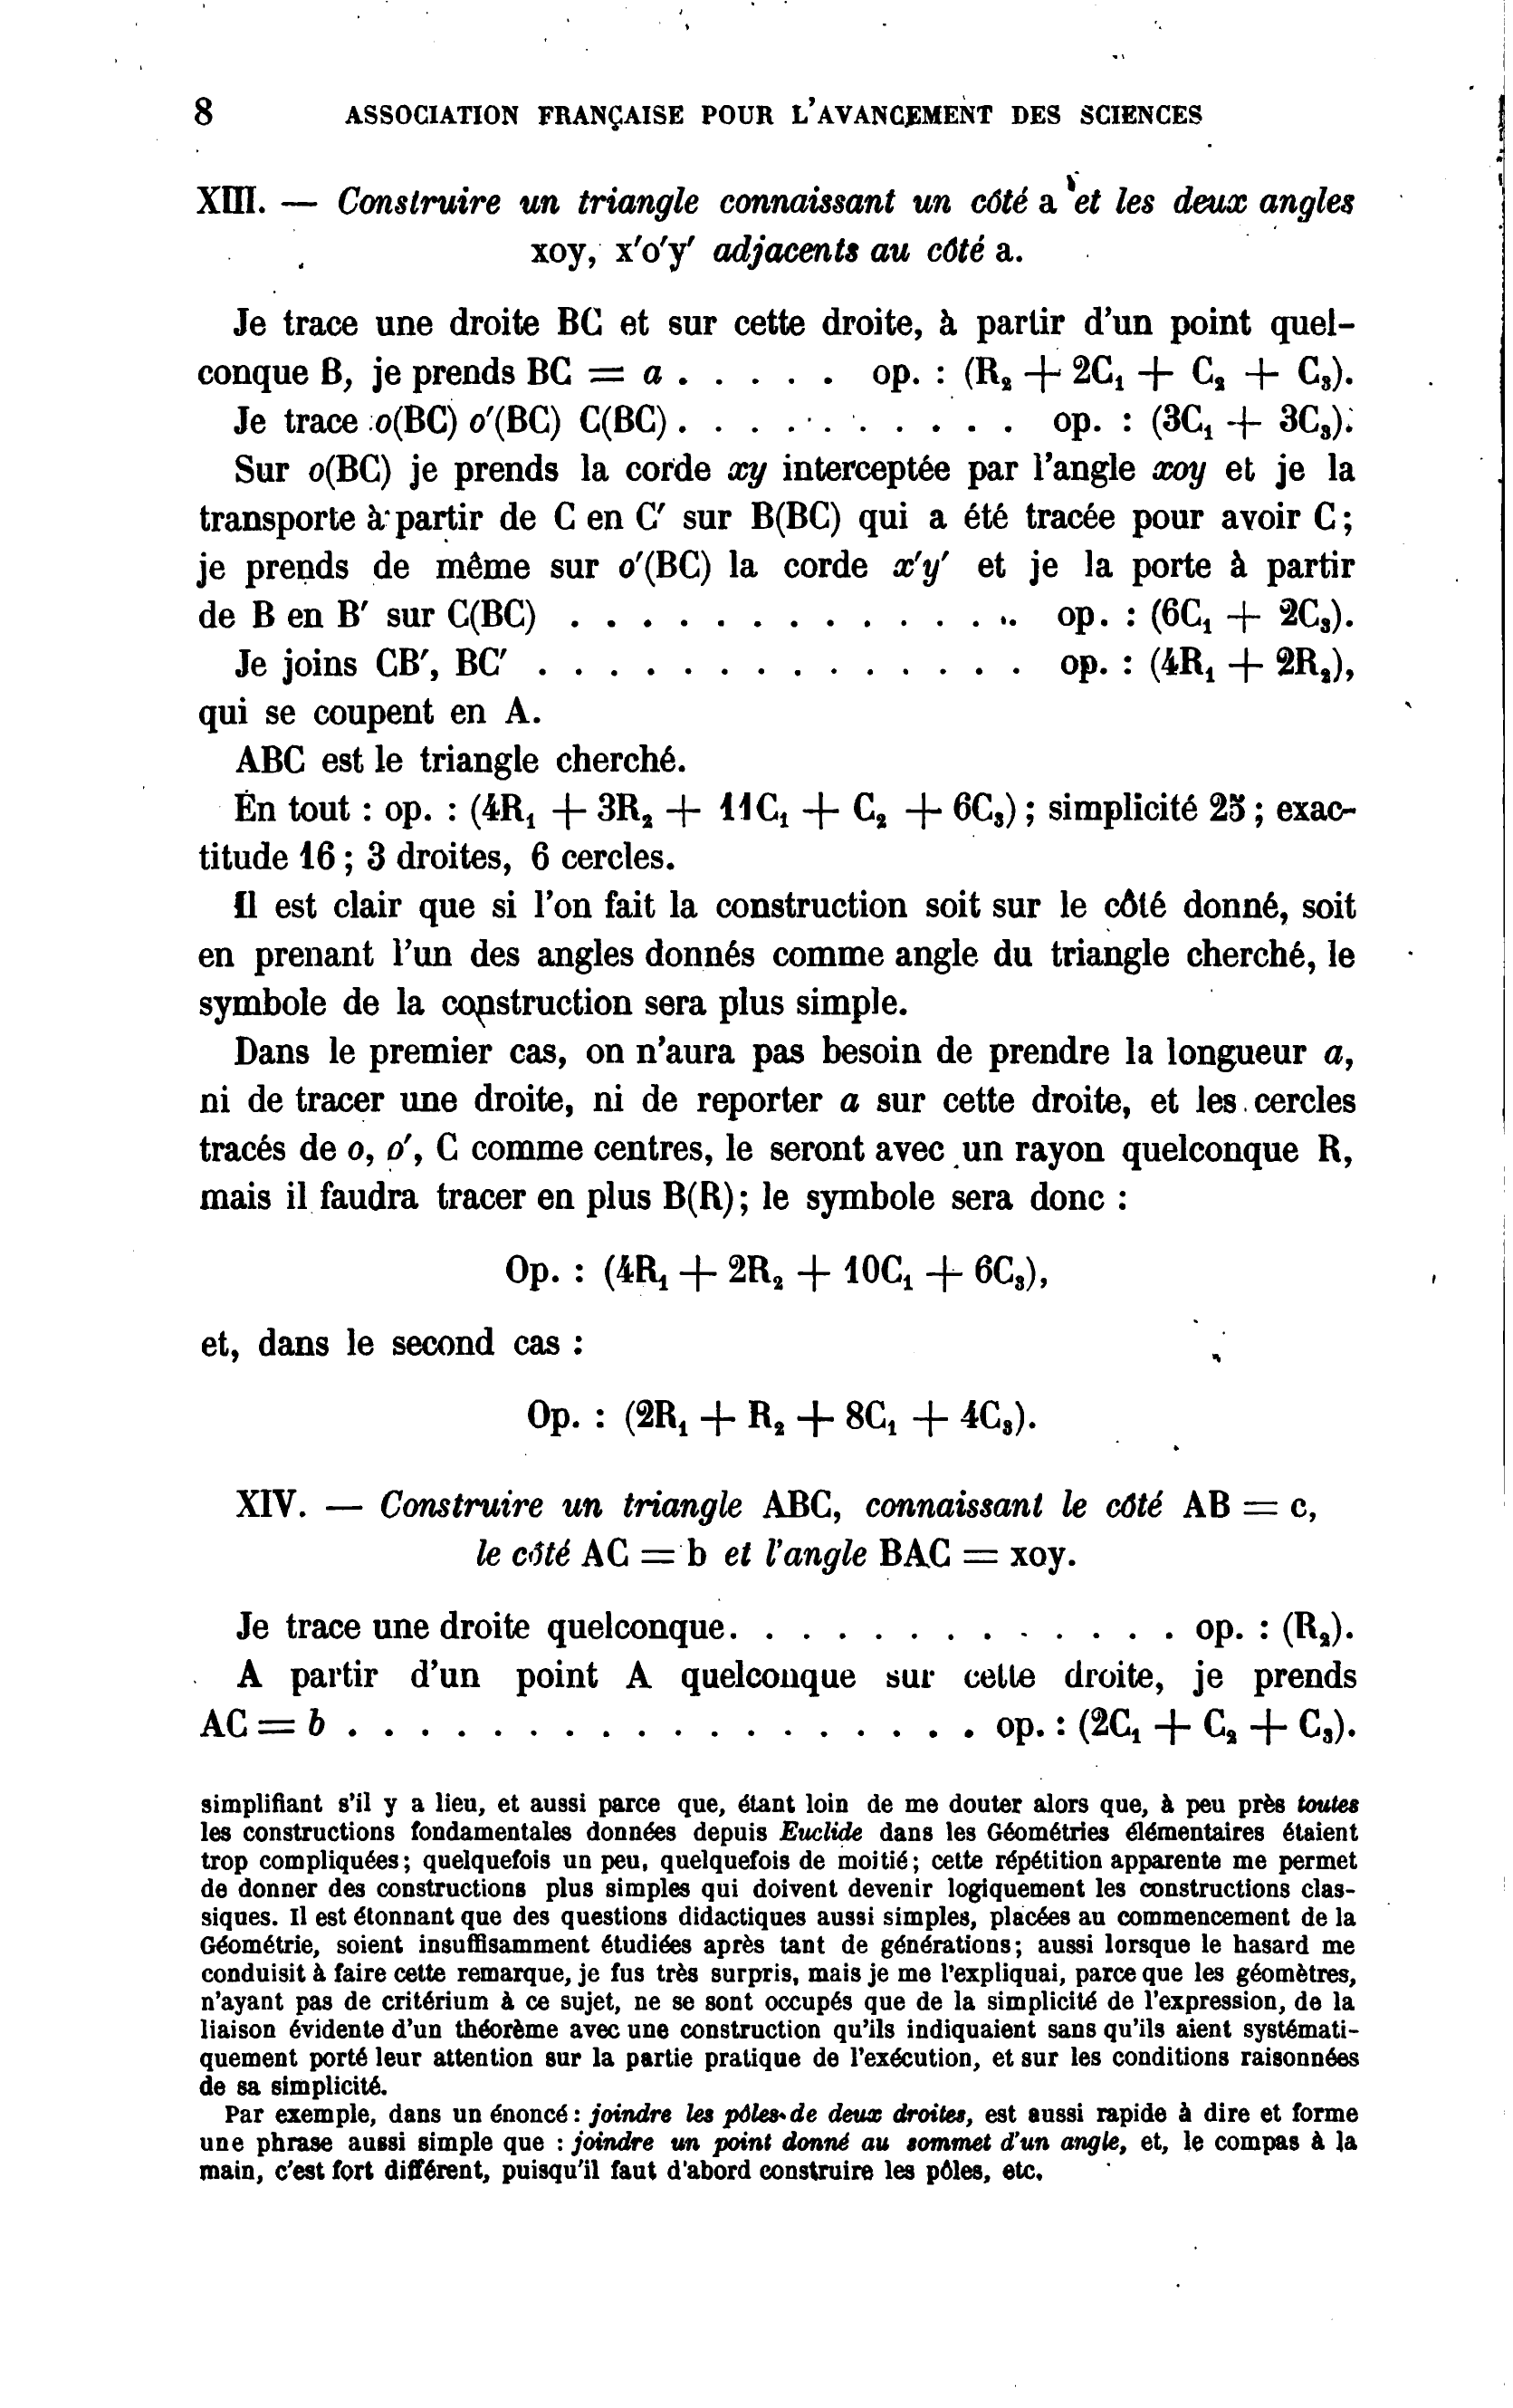 8 ASSOCIATION FRANÇAISE POUR L'AVANCEMENT DES SCIENCES
XIII. — Construire un triangle connaissant un côté a et les deux angles
xoy, x'o'y' adjacents au côté a.
Je trace une droite BC et sur cette droite, à partir d'un point quel-
conque B, je prends BC = a . . . . . op. : (R₂ + 2C₁ + C₂ + C₃).
Je trace o(BC) o'(BC) C(BC). . . . . . . . . . op. : (3C₁ + 3C₃).
Sur o(BC) je prends la corde xy interceptée par l'angle xoy et je la
transporte à partir de C en C' sur B(BC) qui a été tracée pour avoir C;
je prends de même sur o'(BC) la corde x'y' et je la porte à partir
de B en B' sur C(BC) . . . . . . . . . . . . . op. : (6C₁ + 2C₃).
Je joins CB', BC' . . . . . . . . . . . . . . op. : (4R₁ + 2R₂),
qui se coupent en A.
ABC est le triangle cherché.
En tout : op. : (4R₁ + 3R₂ + 11C₁ + C₂ + 6C₃) ; simplicité 25 ; exac-
titude 16 ; 3 droites, 6 cercles.
Il est clair que si l'on fait la construction soit sur le côté donné, soit
en prenant l'un des angles donnés comme angle du triangle cherché, le
symbole de la construction sera plus simple.
Dans le premier cas, on n'aura pas besoin de prendre la longueur a,
ni de tracer une droite, ni de reporter a sur cette droite, et les cercles
tracés de o, o', C comme centres, le seront avec un rayon quelconque R,
mais il faudra tracer en plus B(R); le symbole sera donc :
Op. : (4R₁ + 2R₂ + 10C₁ + 6C₃),
et, dans le second cas :
Op. : (2R₁ + R₂ + 8C₁ + 4C₃).
XIV. — Construire un triangle ABC, connaissant le côté AB = c,
le côté AC = b et l'angle BAC = xoy.
Je trace une droite quelconque. . . . . . . . . . . . . op. : (R₂).
A partir d'un point A quelconque sur cette droite, je prends
AC = b . . . . . . . . . . . . . . . . . . op. : (2C₁ + C₂ + C₃).
simplifiant s'il y a lieu, et aussi parce que, étant loin de me douter alors que, à peu près toutes
les constructions fondamentales données depuis Euclide dans les Géométries élémentaires étaient
trop compliquées; quelquefois un peu, quelquefois de moitié; cette répétition apparente me permet
de donner des constructions plus simples qui doivent devenir logiquement les constructions clas-
siques. Il est étonnant que des questions didactiques aussi simples, placées au commencement de la
Géométrie, soient insuffisamment étudiées après tant de générations; aussi lorsque le hasard me
conduisit à faire cette remarque, je fus très surpris, mais je me l'expliquai, parce que les géomètres,
n'ayant pas de critérium à ce sujet, ne se sont occupés que de la simplicité de l'expression, de la
liaison évidente d'un théorème avec une construction qu'ils indiquaient sans qu'ils aient systémati-
quement porté leur attention sur la partie pratique de l'exécution, et sur les conditions raisonnées
de sa simplicité.
Par exemple, dans un énoncé : joindre les pôles de deux droites, est aussi rapide à dire et forme
une phrase aussi simple que : joindre un point donné au sommet d'un angle, et, le compas à la
main, c'est fort différent, puisqu'il faut d'abord construire les pôles, etc.